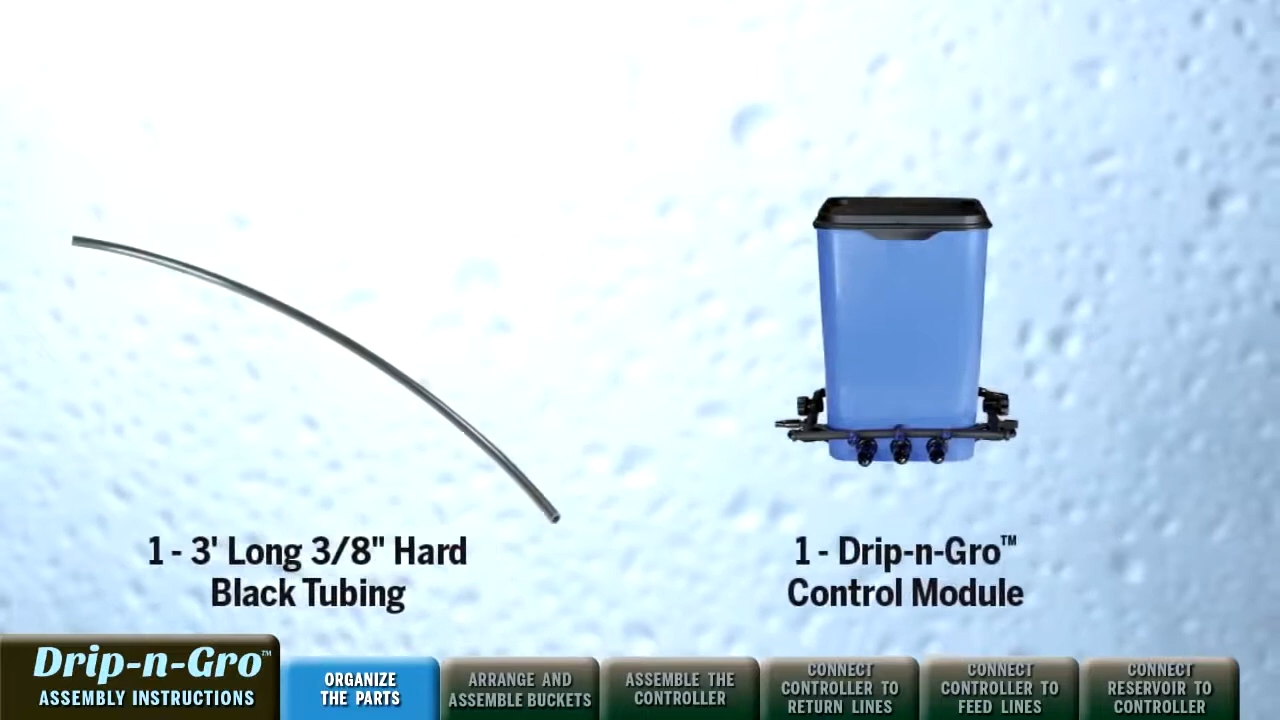 1 - 3' Long 3/8" Hard
Black Tubing
1 - Drip-n-Gro™
Control Module
Drip-n-Gro™
ASSEMBLY INSTRUCTIONS
ORGANIZE
THE PARTS
ARRANGE AND
ASSEMBLE BUCKETS
ASSEMBLE THE
CONTROLLER
CONNECT
CONTROLLER TO
RETURN LINES
CONNECT
CONTROLLER TO
FEED LINES
CONNECT
RESERVOIR TO
CONTROLLER